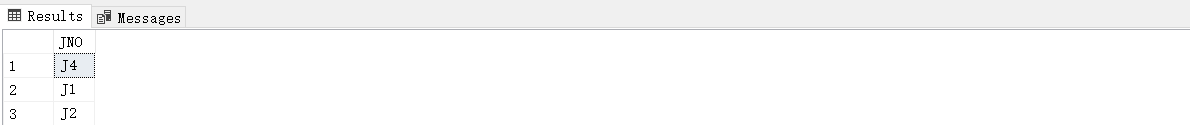 Results Messages
JNO
1 J4
2 J1
3 J2